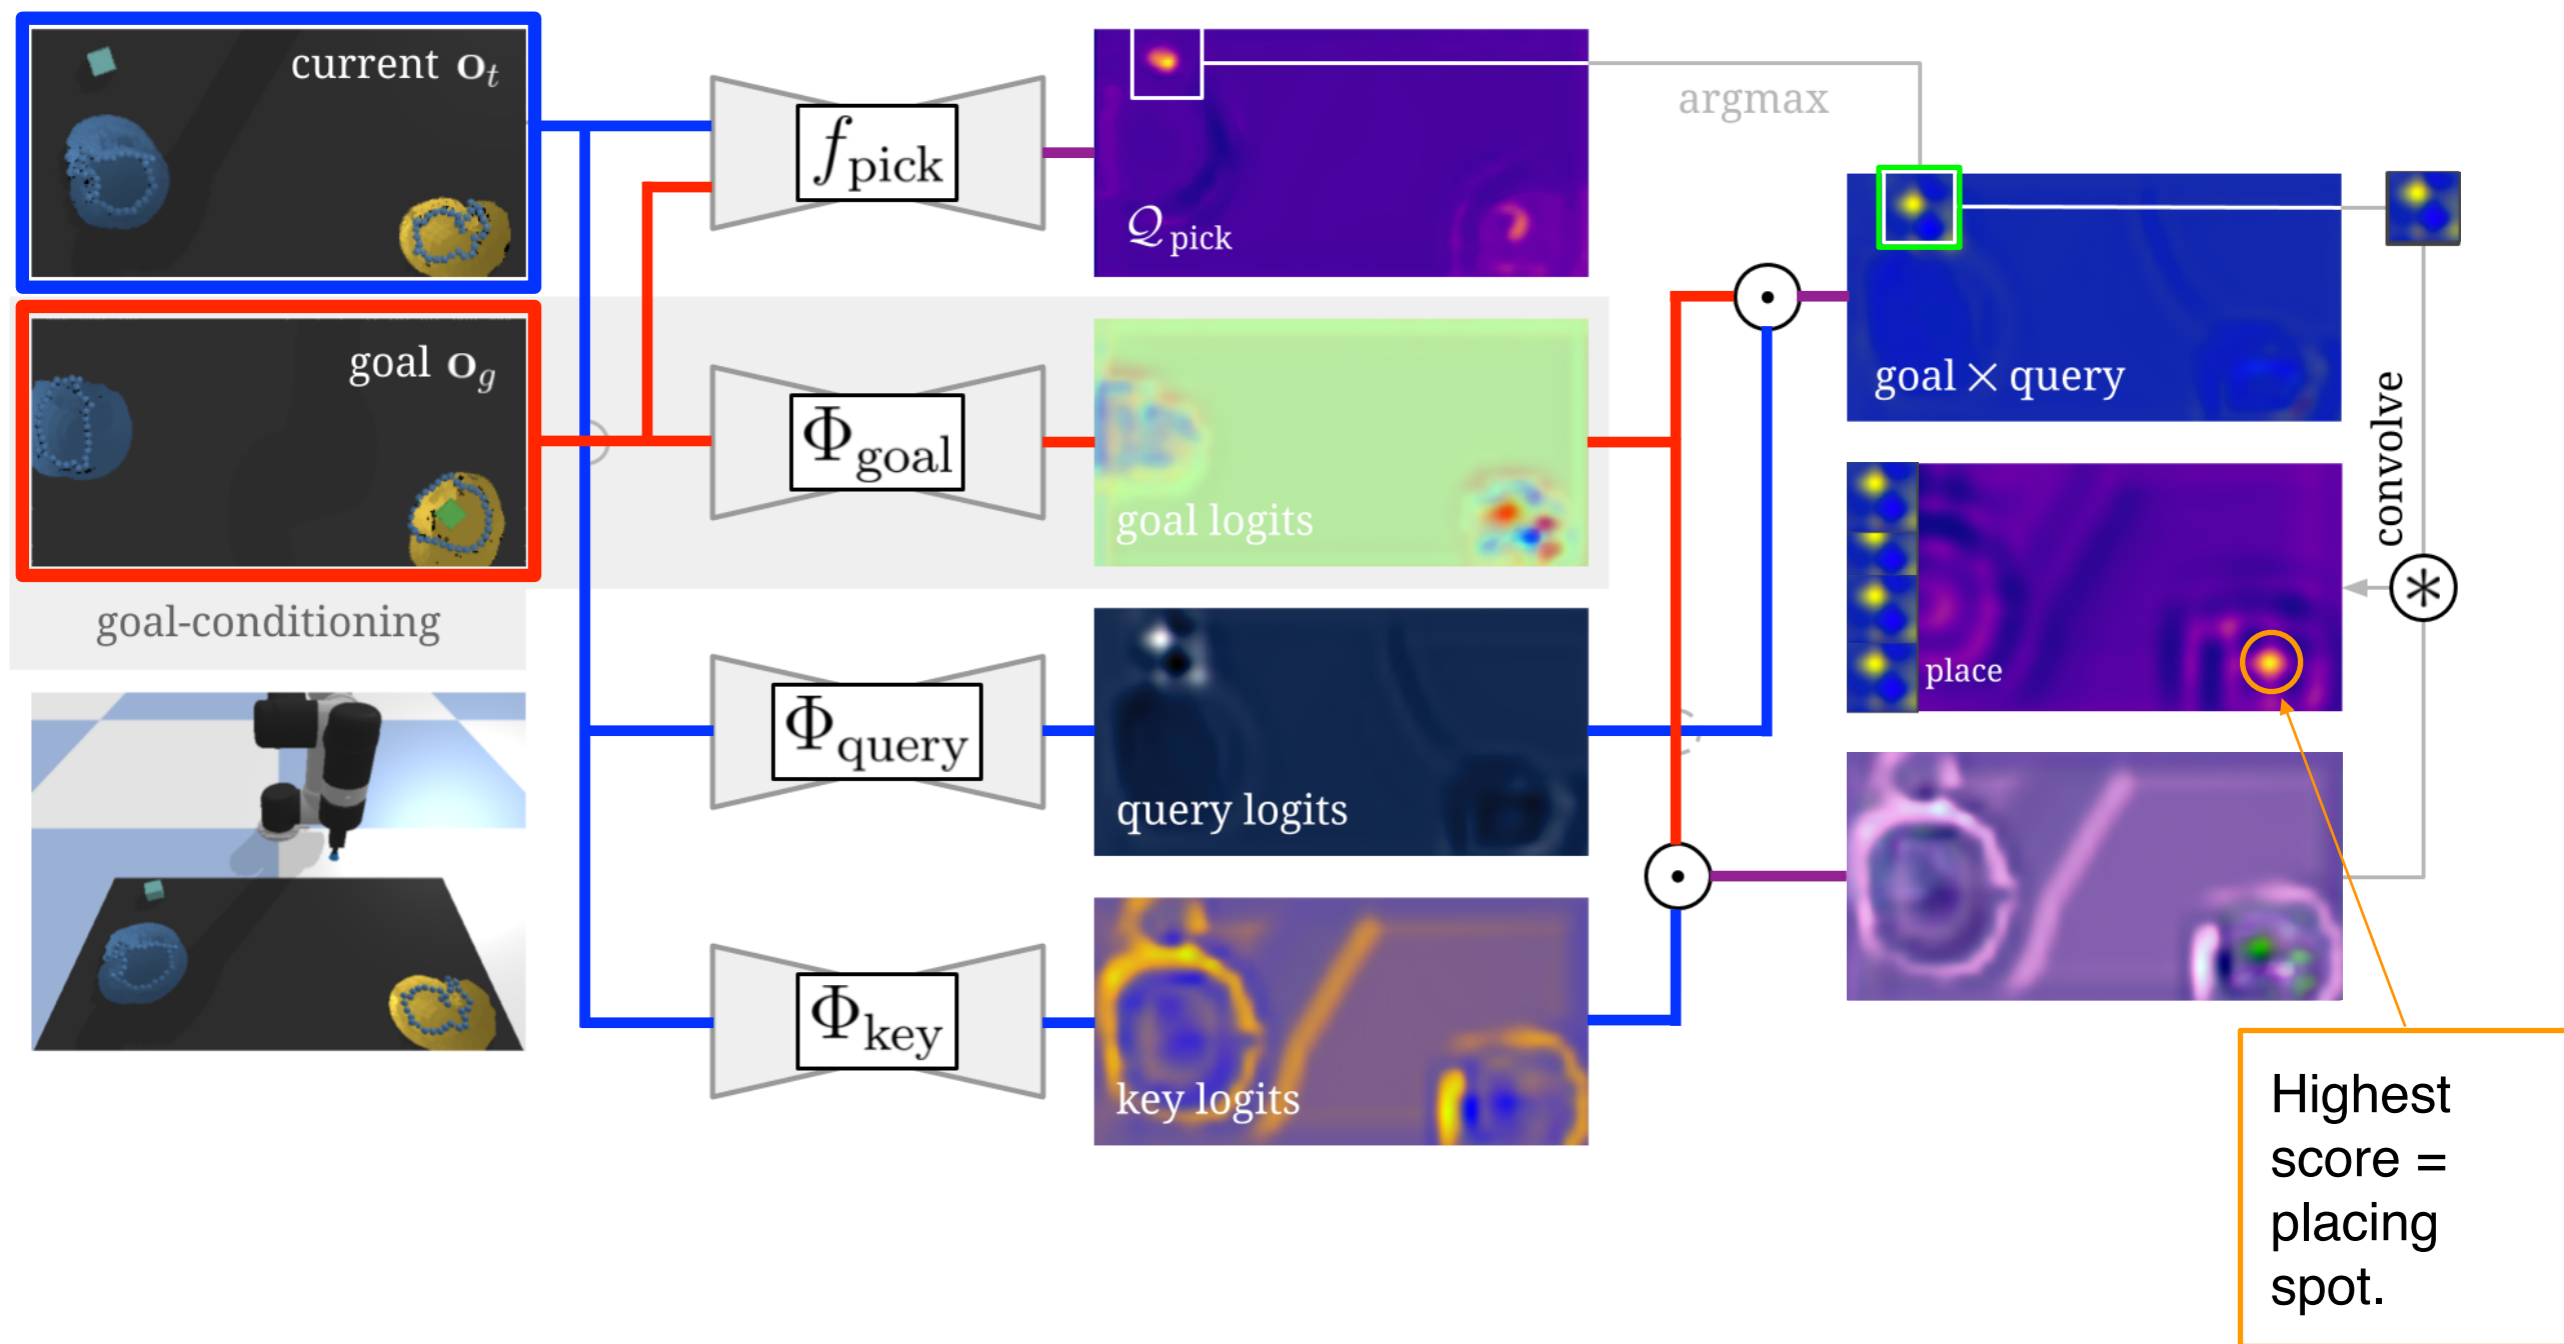 current o_t
f_pick
Q_pick
argmax
goal o_g
Φ_goal
goal logits
goal × query
convolve
goal-conditioning
Φ_query
query logits
place
Φ_key
key logits
Highest
score =
placing
spot.